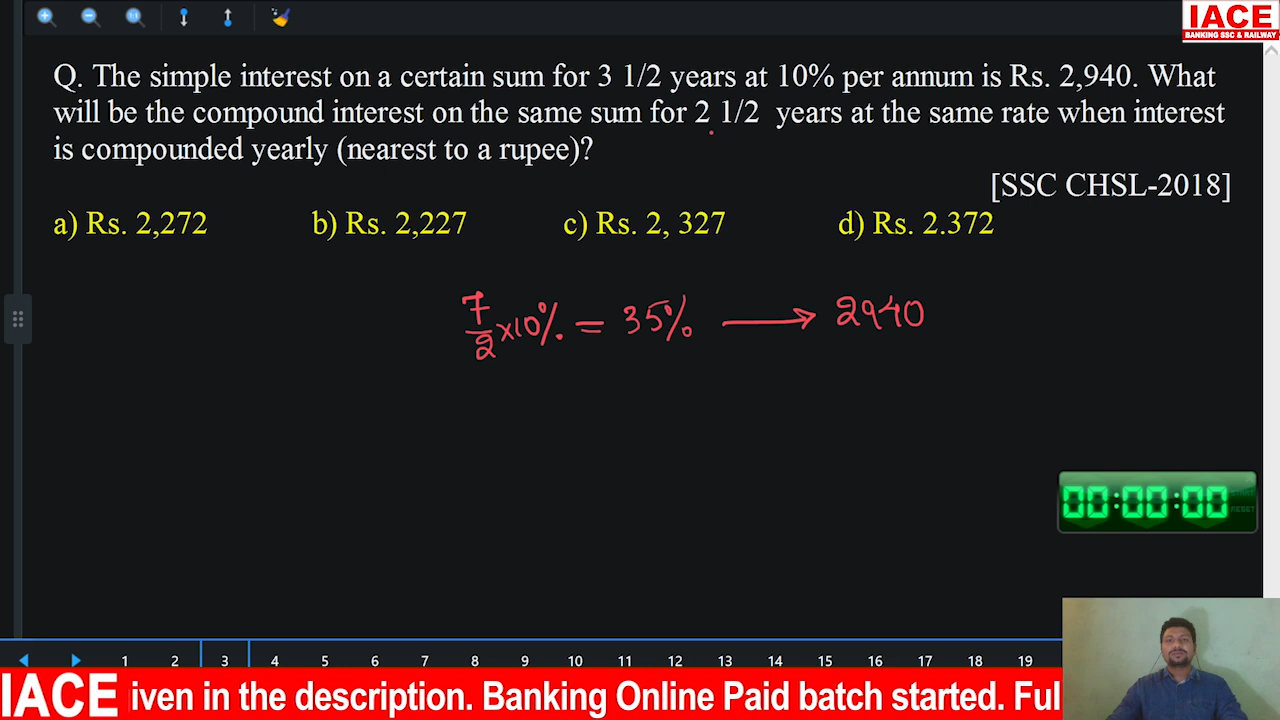 IACE
BANKING SSC & RAILWAY
Q. The simple interest on a certain sum for 3 1/2 years at 10% per annum is Rs. 2,940. What
will be the compound interest on the same sum for 2 1/2 years at the same rate when interest
is compounded yearly (nearest to a rupee)?
[SSC CHSL-2018]
a) Rs. 2,272 b) Rs. 2,227 c) Rs. 2, 327 d) Rs. 2.372
7/2 ×10% = 35% → 2940
00:00:00
START
RESET
1 2 3 4 5 6 7 8 9 10 11 12 13 14 15 16 17 18 19
IACE iven in the description. Banking Online Paid batch started. Ful